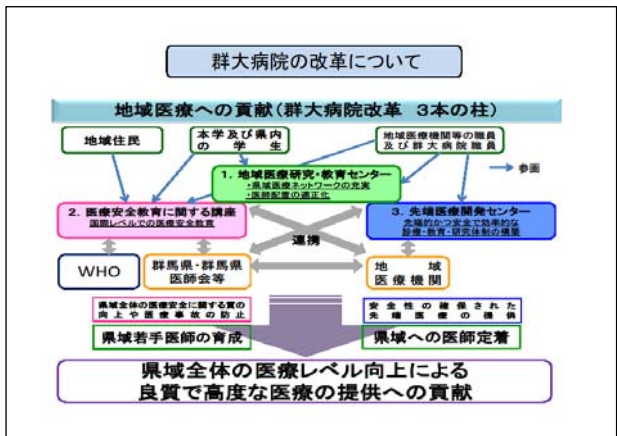 群大病院の改革について
地域医療への貢献(群大病院改革 3本の柱)
地域住民
本学及び県内
の学生
地域医療機関等の職員
及び群大病院職員
参画
1. 地域医療研究・教育センター
・県域医療ネットワークの充実
・医師配置の適正化
2. 医療安全教育に関する講座
国際レベルでの医療安全教育
3. 先端医療開発センター
先端的かつ安全で効率的な
診療・教育・研究体制の構築
連携
WHO
群馬県・群馬県
医師会等
地域
医療機関
県域全体の医療安全に関する質の
向上や医療事故の防止
安全性の確保された
先端医療の提供
県域若手医師の育成
県域への医師定着
県域全体の医療レベル向上による
良質で高度な医療の提供への貢献